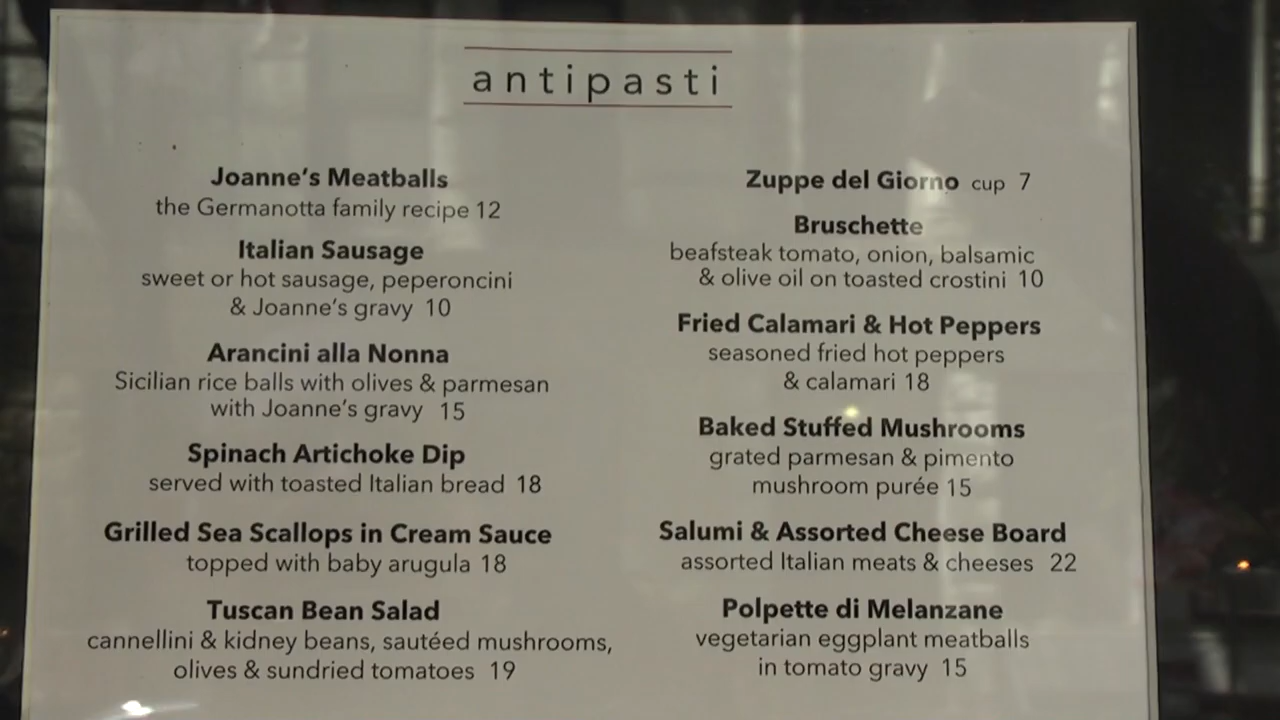 antipasti
Joanne's Meatballs
the Germanotta family recipe 12
Italian Sausage
sweet or hot sausage, peperoncini
& Joanne's gravy 10
Arancini alla Nonna
Sicilian rice balls with olives & parmesan
with Joanne's gravy 15
Spinach Artichoke Dip
served with toasted Italian bread 18
Grilled Sea Scallops in Cream Sauce
topped with baby arugula 18
Tuscan Bean Salad
cannellini & kidney beans, sautéed mushrooms,
olives & sundried tomatoes 19
Zuppe del Giorno cup 7
Bruschette
beafsteak tomato, onion, balsamic
& olive oil on toasted crostini 10
Fried Calamari & Hot Peppers
seasoned fried hot peppers
& calamari 18
Baked Stuffed Mushrooms
grated parmesan & pimento
mushroom purée 15
Salumi & Assorted Cheese Board
assorted Italian meats & cheeses 22
Polpette di Melanzane
vegetarian eggplant meatballs
in tomato gravy 15